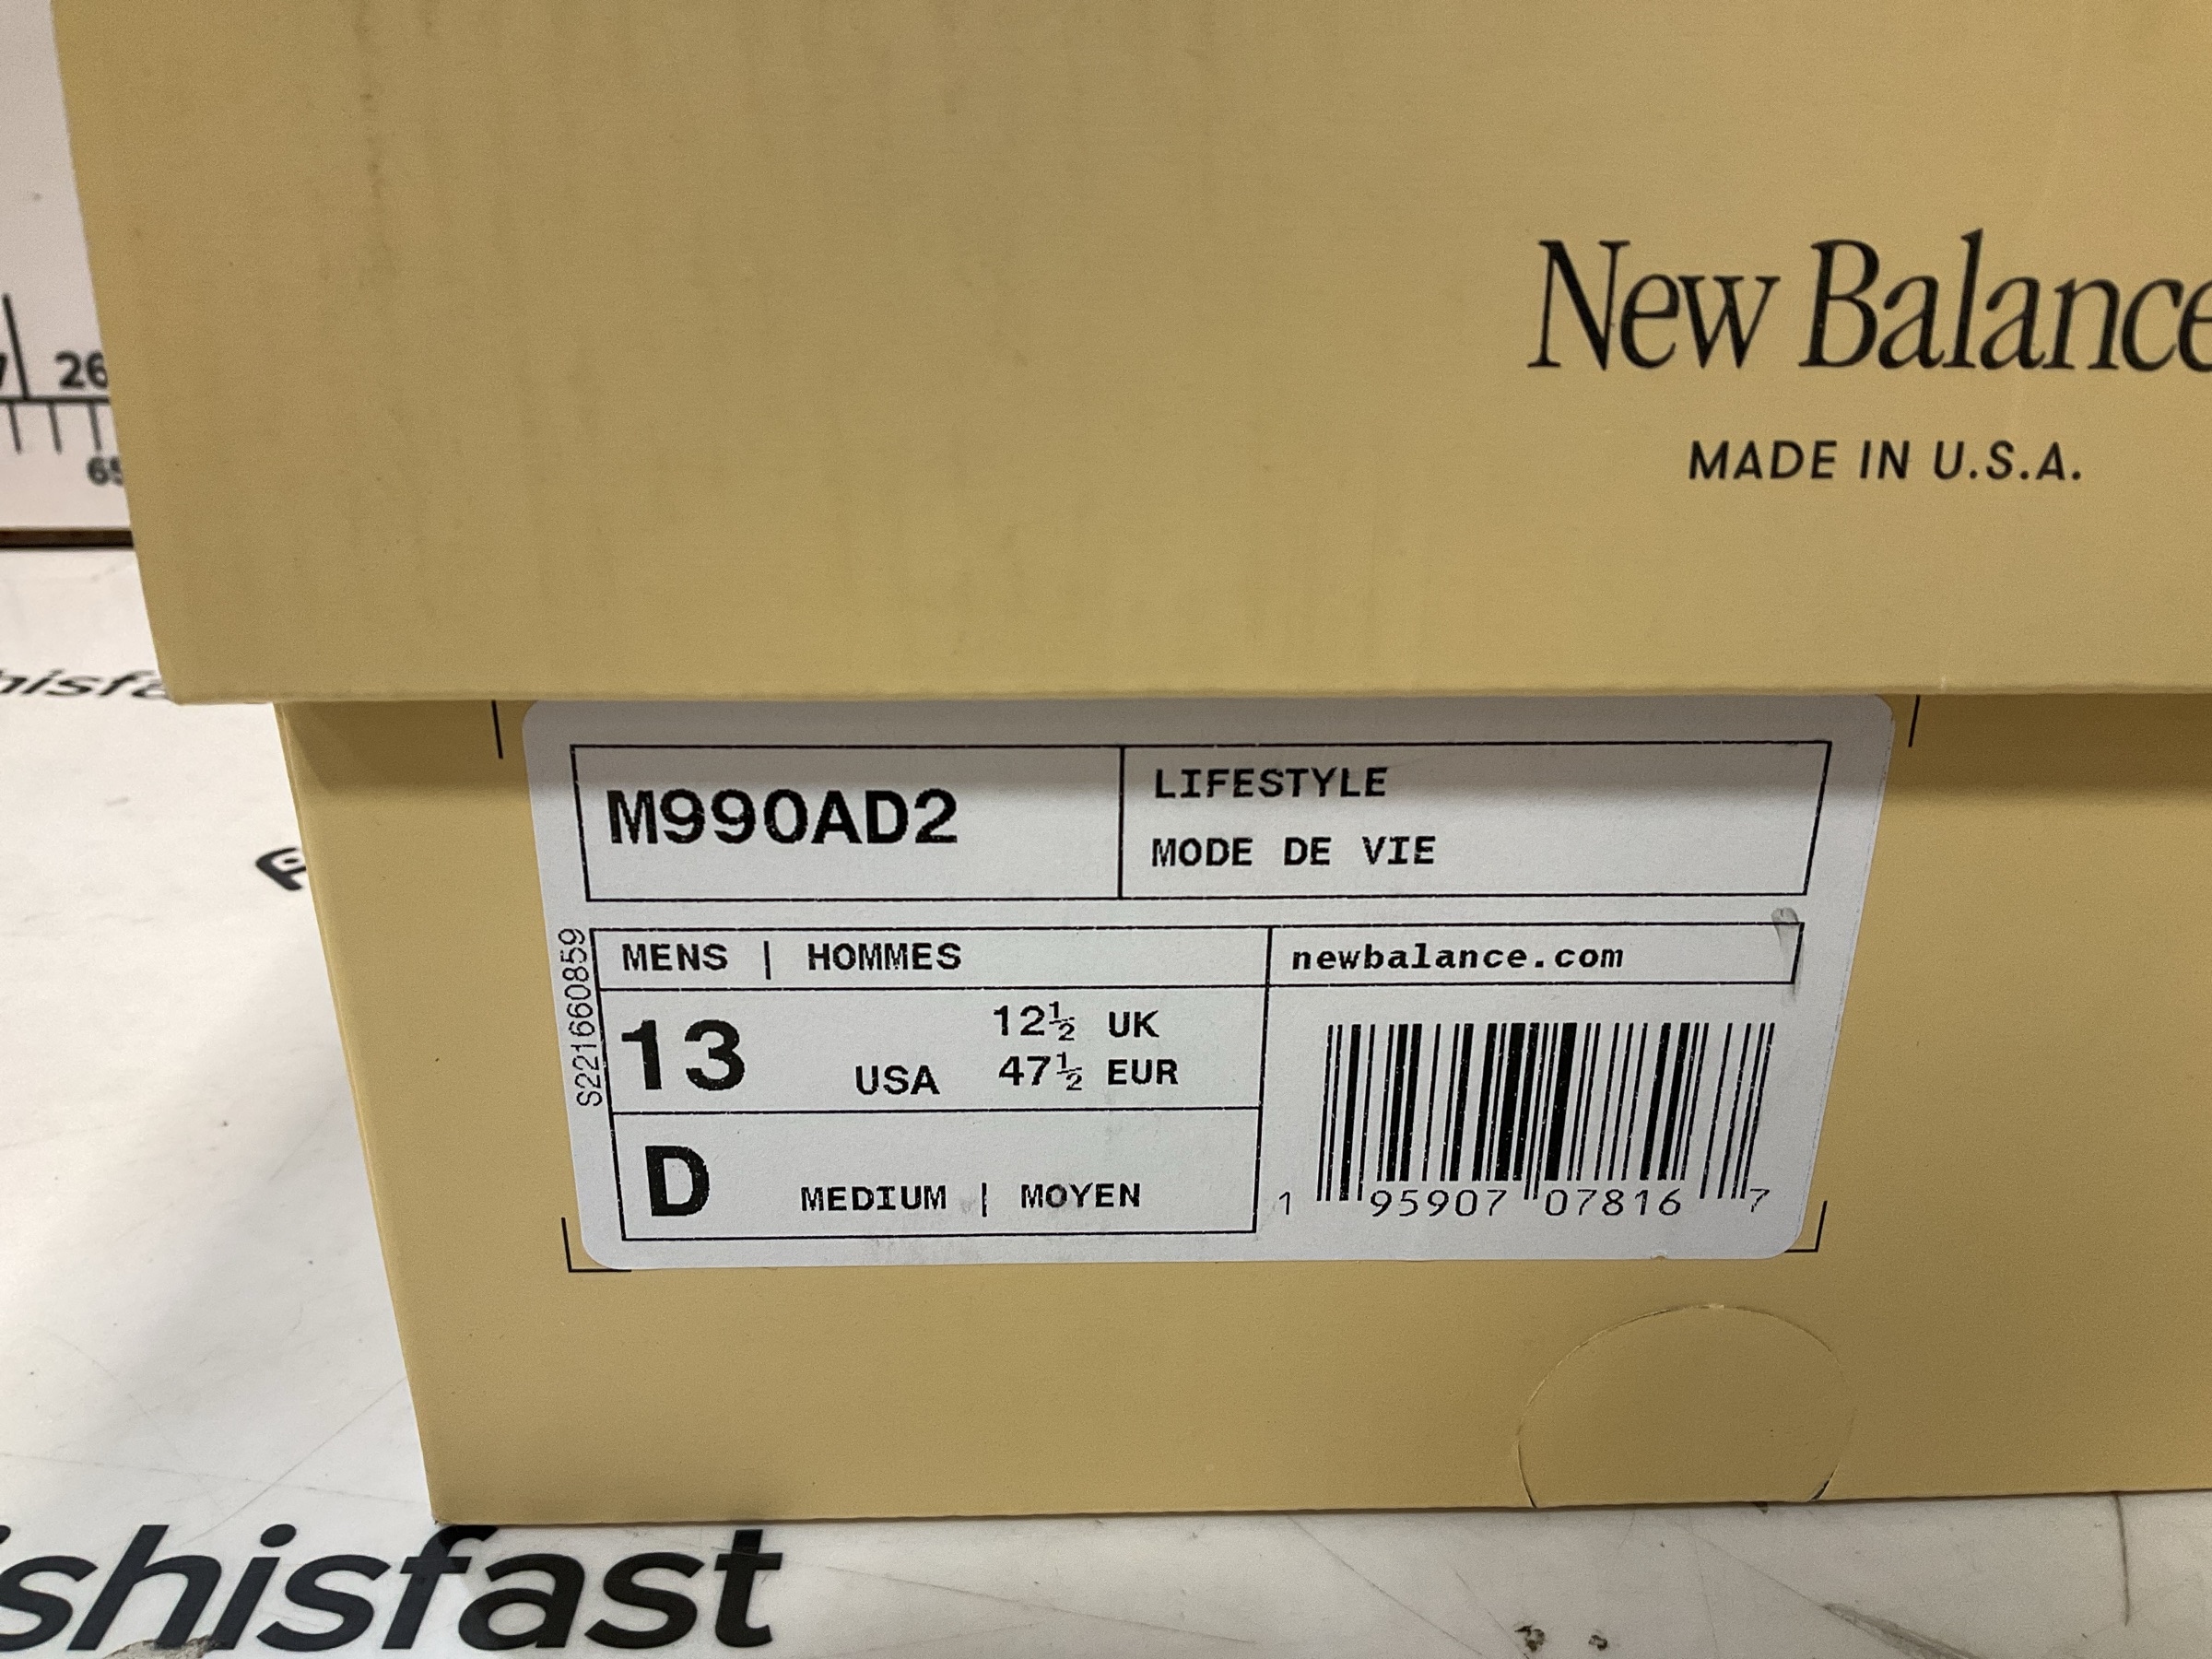 New Balance
MADE IN U.S.A.
26
M990AD2
LIFESTYLE
MODE DE VIE
S221660859
MENS | HOMMES
newbalance.com
13 USA
12½ UK
47½ EUR
D MEDIUM | MOYEN
1 95907 07816 7
shisfast